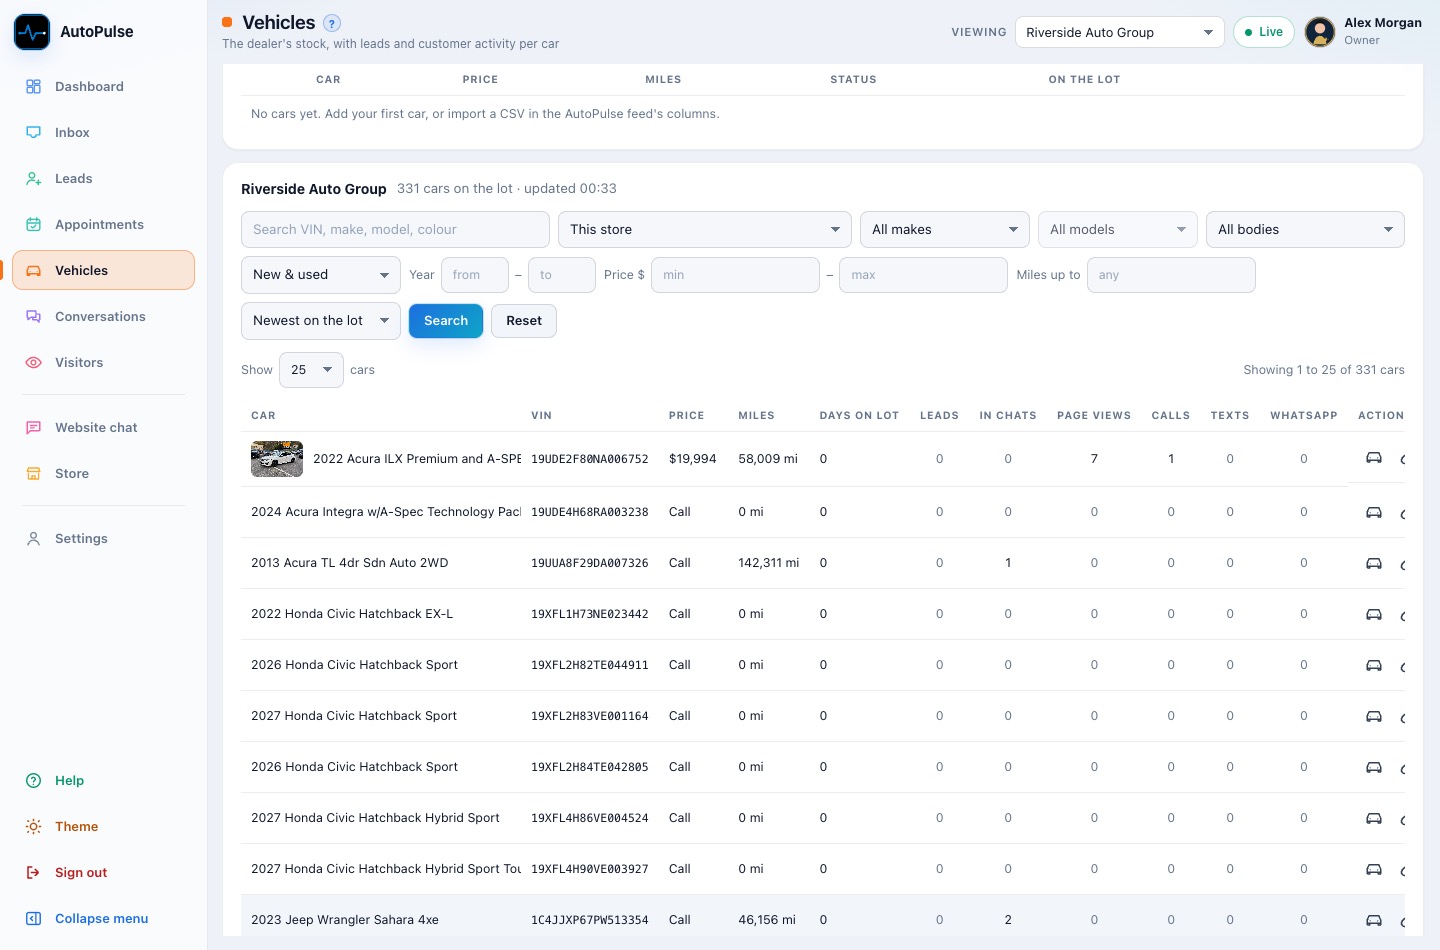 AutoPulse
Vehicles ?
The dealer's stock, with leads and customer activity per car
VIEWING Riverside Auto Group Live Alex Morgan
Owner
Dashboard
Inbox
Leads
Appointments
Vehicles
Conversations
Visitors
Website chat
Store
Settings
Help
Theme
Sign out
Collapse menu
CAR PRICE MILES STATUS ON THE LOT
No cars yet. Add your first car, or import a CSV in the AutoPulse feed's columns.
Riverside Auto Group 331 cars on the lot · updated 00:33
Search VIN, make, model, colour This store All makes All models All bodies
New & used Year from – to Price $ min – max Miles up to any
Newest on the lot Search Reset
Show 25 cars Showing 1 to 25 of 331 cars
CAR VIN PRICE MILES DAYS ON LOT LEADS IN CHATS PAGE VIEWS CALLS TEXTS WHATSAPP ACTION
2022 Acura ILX Premium and A-SPE 19UDE2F80NA006752 $19,994 58,009 mi 0 0 0 7 1 0 0
2024 Acura Integra w/A-Spec Technology Pac 19UDE4H68RA003238 Call 0 mi 0 0 0 0 0 0 0
2013 Acura TL 4dr Sdn Auto 2WD 19UUA8F29DA007326 Call 142,311 mi 0 0 1 0 0 0 0
2022 Honda Civic Hatchback EX-L 19XFL1H73NE023442 Call 0 mi 0 0 0 0 0 0 0
2026 Honda Civic Hatchback Sport 19XFL2H82TE044911 Call 0 mi 0 0 0 0 0 0 0
2027 Honda Civic Hatchback Sport 19XFL2H83VE001164 Call 0 mi 0 0 0 0 0 0 0
2026 Honda Civic Hatchback Sport 19XFL2H84TE042805 Call 0 mi 0 0 0 0 0 0 0
2027 Honda Civic Hatchback Hybrid Sport 19XFL4H86VE004524 Call 0 mi 0 0 0 0 0 0 0
2027 Honda Civic Hatchback Hybrid Sport Tou 19XFL4H90VE003927 Call 0 mi 0 0 0 0 0 0 0
2023 Jeep Wrangler Sahara 4xe 1C4JJXP67PW513354 Call 46,156 mi 0 0 2 0 0 0 0